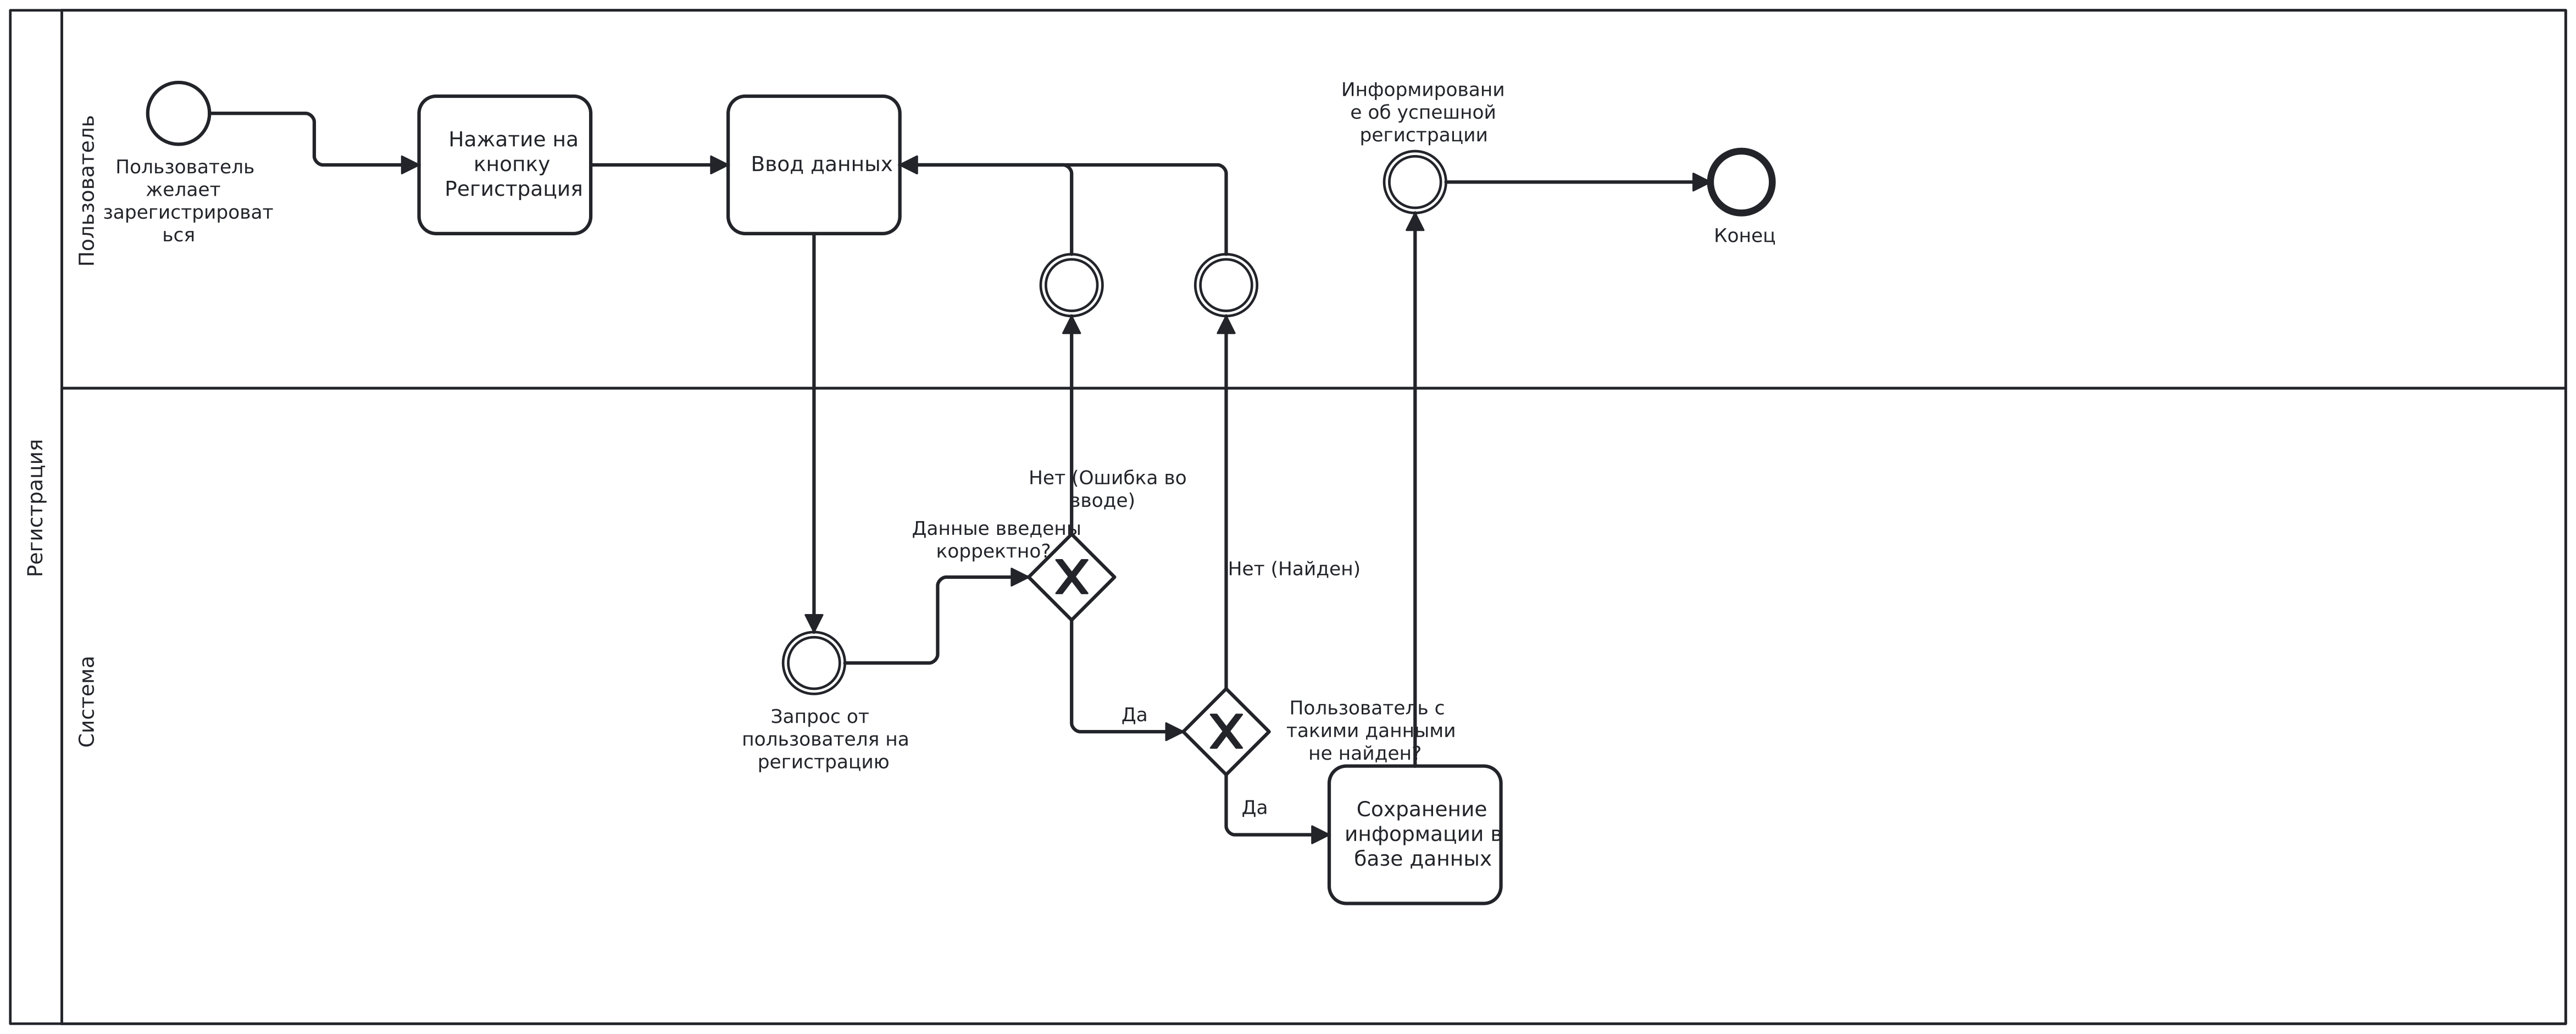 Регистрация
Пользователь
Пользователь
желает
зарегистрироват
ься
Нажатие на
кнопку
Регистрация
Ввод данных
Информировани
е об успешной
регистрации
Конец
Система
Нет (Ошибка во
вводе)
Данные введены
корректно?
Нет (Найден)
Запрос от
пользователя на
регистрацию
Да
Пользователь с
такими данными
не найден?
Да
Сохранение
информации в
базе данных